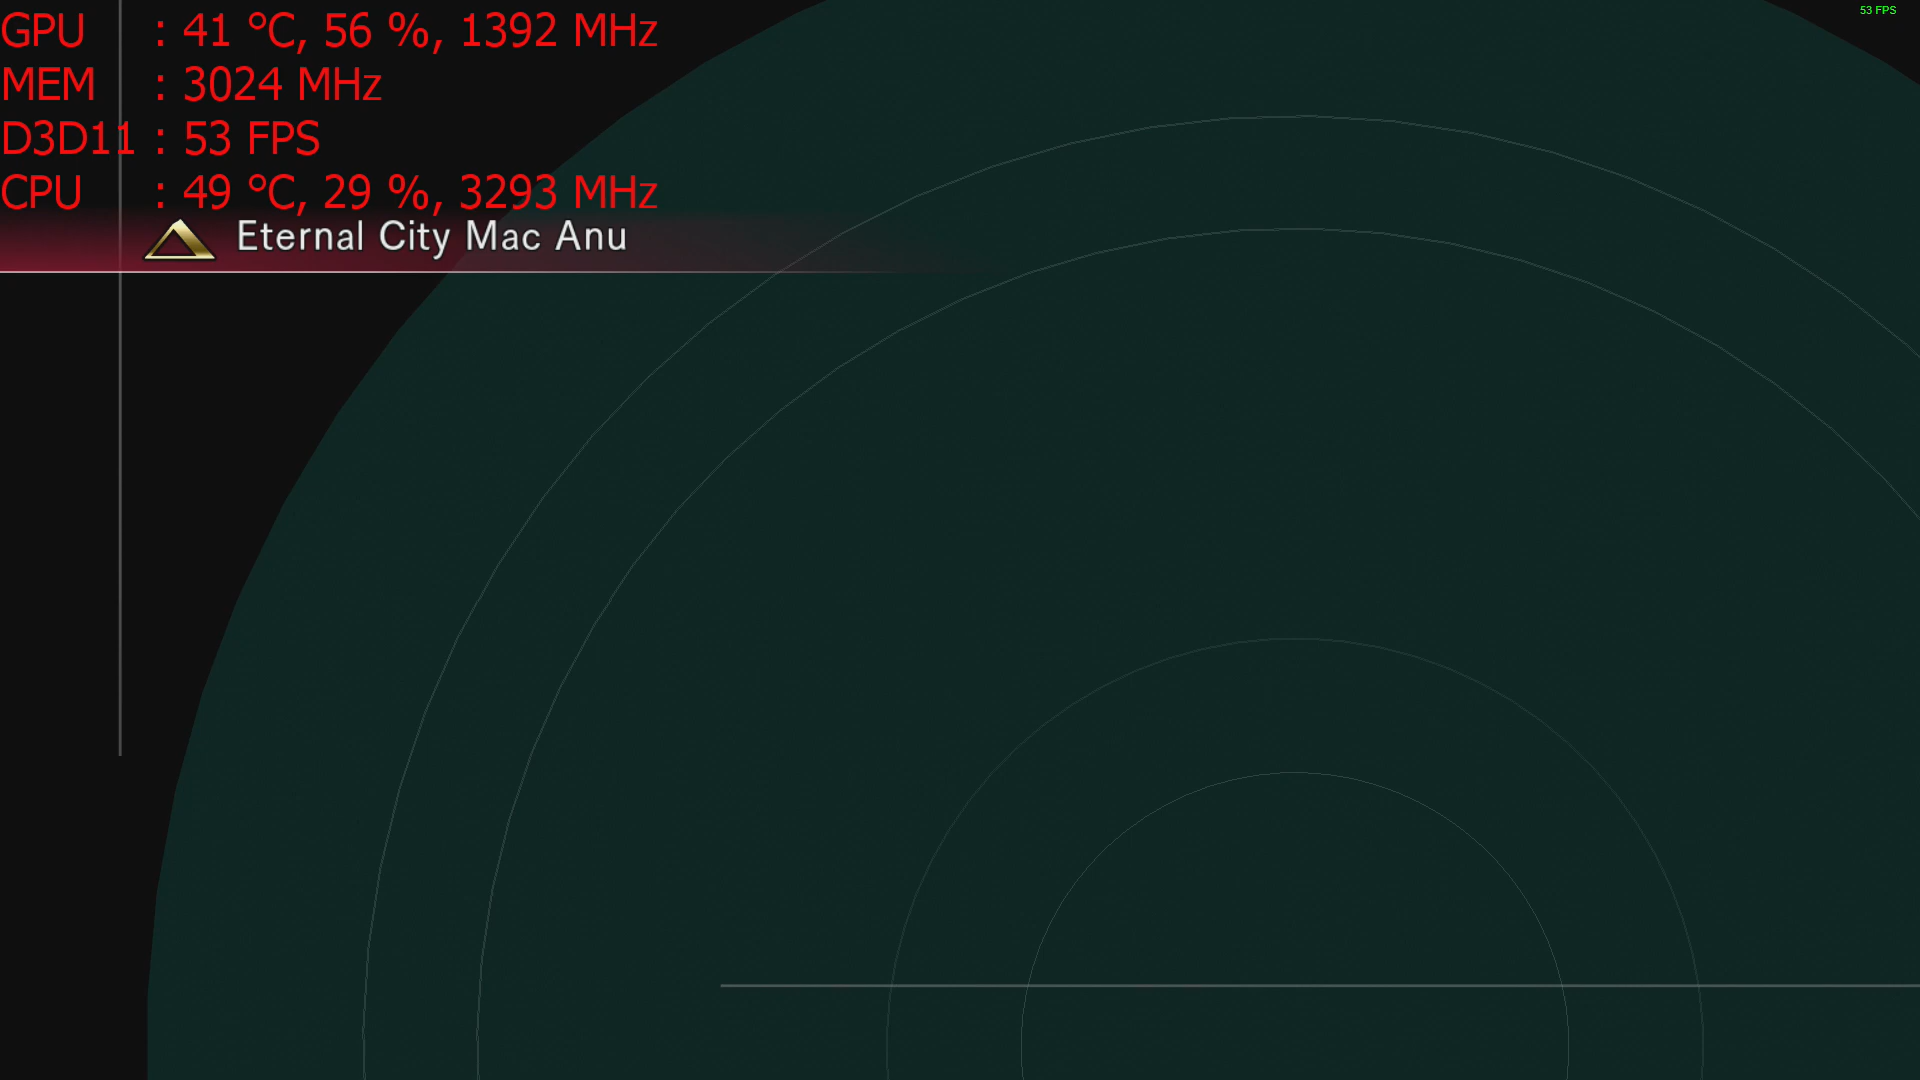 GPU : 41 °C, 56 %, 1392 MHz
53 FPS
MEM : 3024 MHz
D3D11 : 53 FPS
CPU : 49 °C, 29 %, 3293 MHz
Eternal City Mac Anu